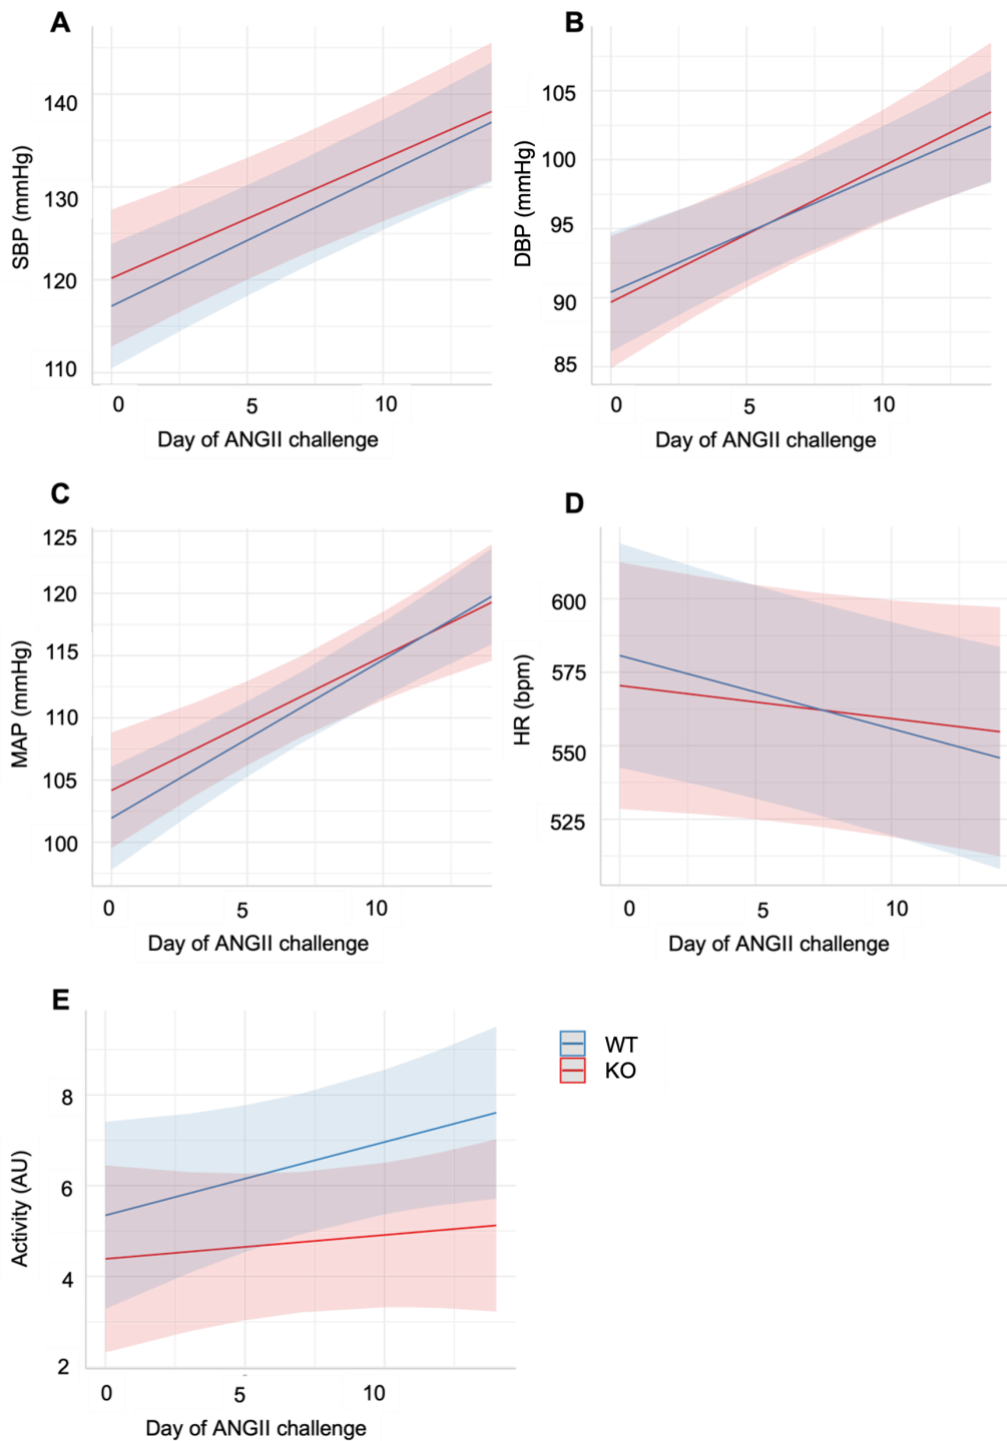 A
SBP (mmHg)
140
130
120
110
0 5 10
Day of ANGII challenge
B
DBP (mmHg)
105
100
95
90
85
0 5 10
Day of ANGII challenge
C
MAP (mmHg)
125
120
115
110
105
100
0 5 10
Day of ANGII challenge
D
HR (bpm)
600
575
550
525
0 5 10
Day of ANGII challenge
E
Activity (AU)
8
6
4
2
0 5 10
Day of ANGII challenge
WT
KO